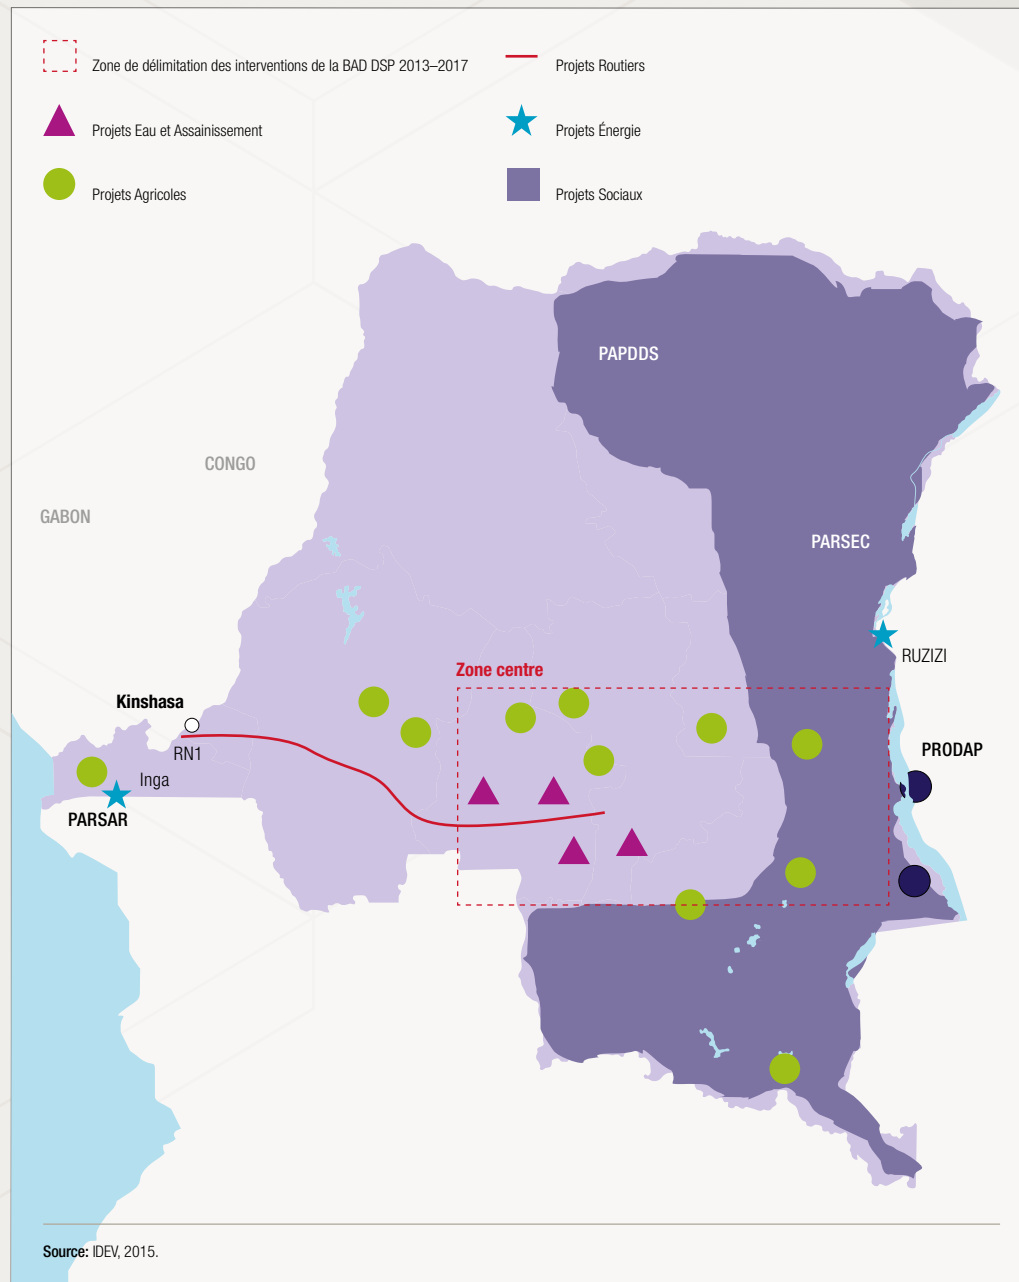 Zone de délimitation des interventions de la BAD DSP 2013–2017
Projets Routiers
Projets Eau et Assainissement
Projets Énergie
Projets Agricoles
Projets Sociaux
PAPDDS
CONGO
GABON
PARSEC
RUZIZI
Zone centre
Kinshasa
RN1
PRODAP
Inga
PARSAR
Source: IDEV, 2015.